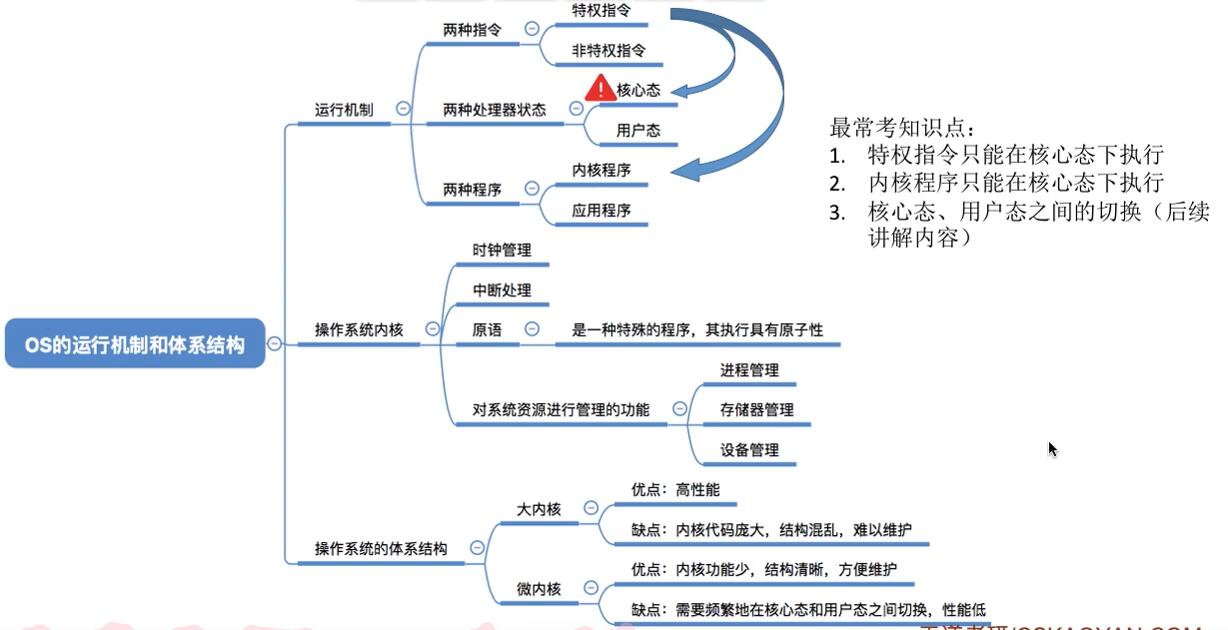 特权指令
两种指令
非特权指令
核心态
运行机制
两种处理器状态
用户态
最常考知识点：
1. 特权指令只能在核心态下执行
2. 内核程序只能在核心态下执行
3. 核心态、用户态之间的切换（后续
讲解内容）
内核程序
两种程序
应用程序
时钟管理
中断处理
OS的运行机制和体系结构
操作系统内核
原语
是一种特殊的程序，其执行具有原子性
进程管理
对系统资源进行管理的功能
存储器管理
设备管理
优点：高性能
大内核
缺点：内核代码庞大，结构混乱，难以维护
操作系统的体系结构
优点：内核功能少，结构清晰，方便维护
微内核
缺点：需要频繁地在核心态和用户态之间切换，性能低